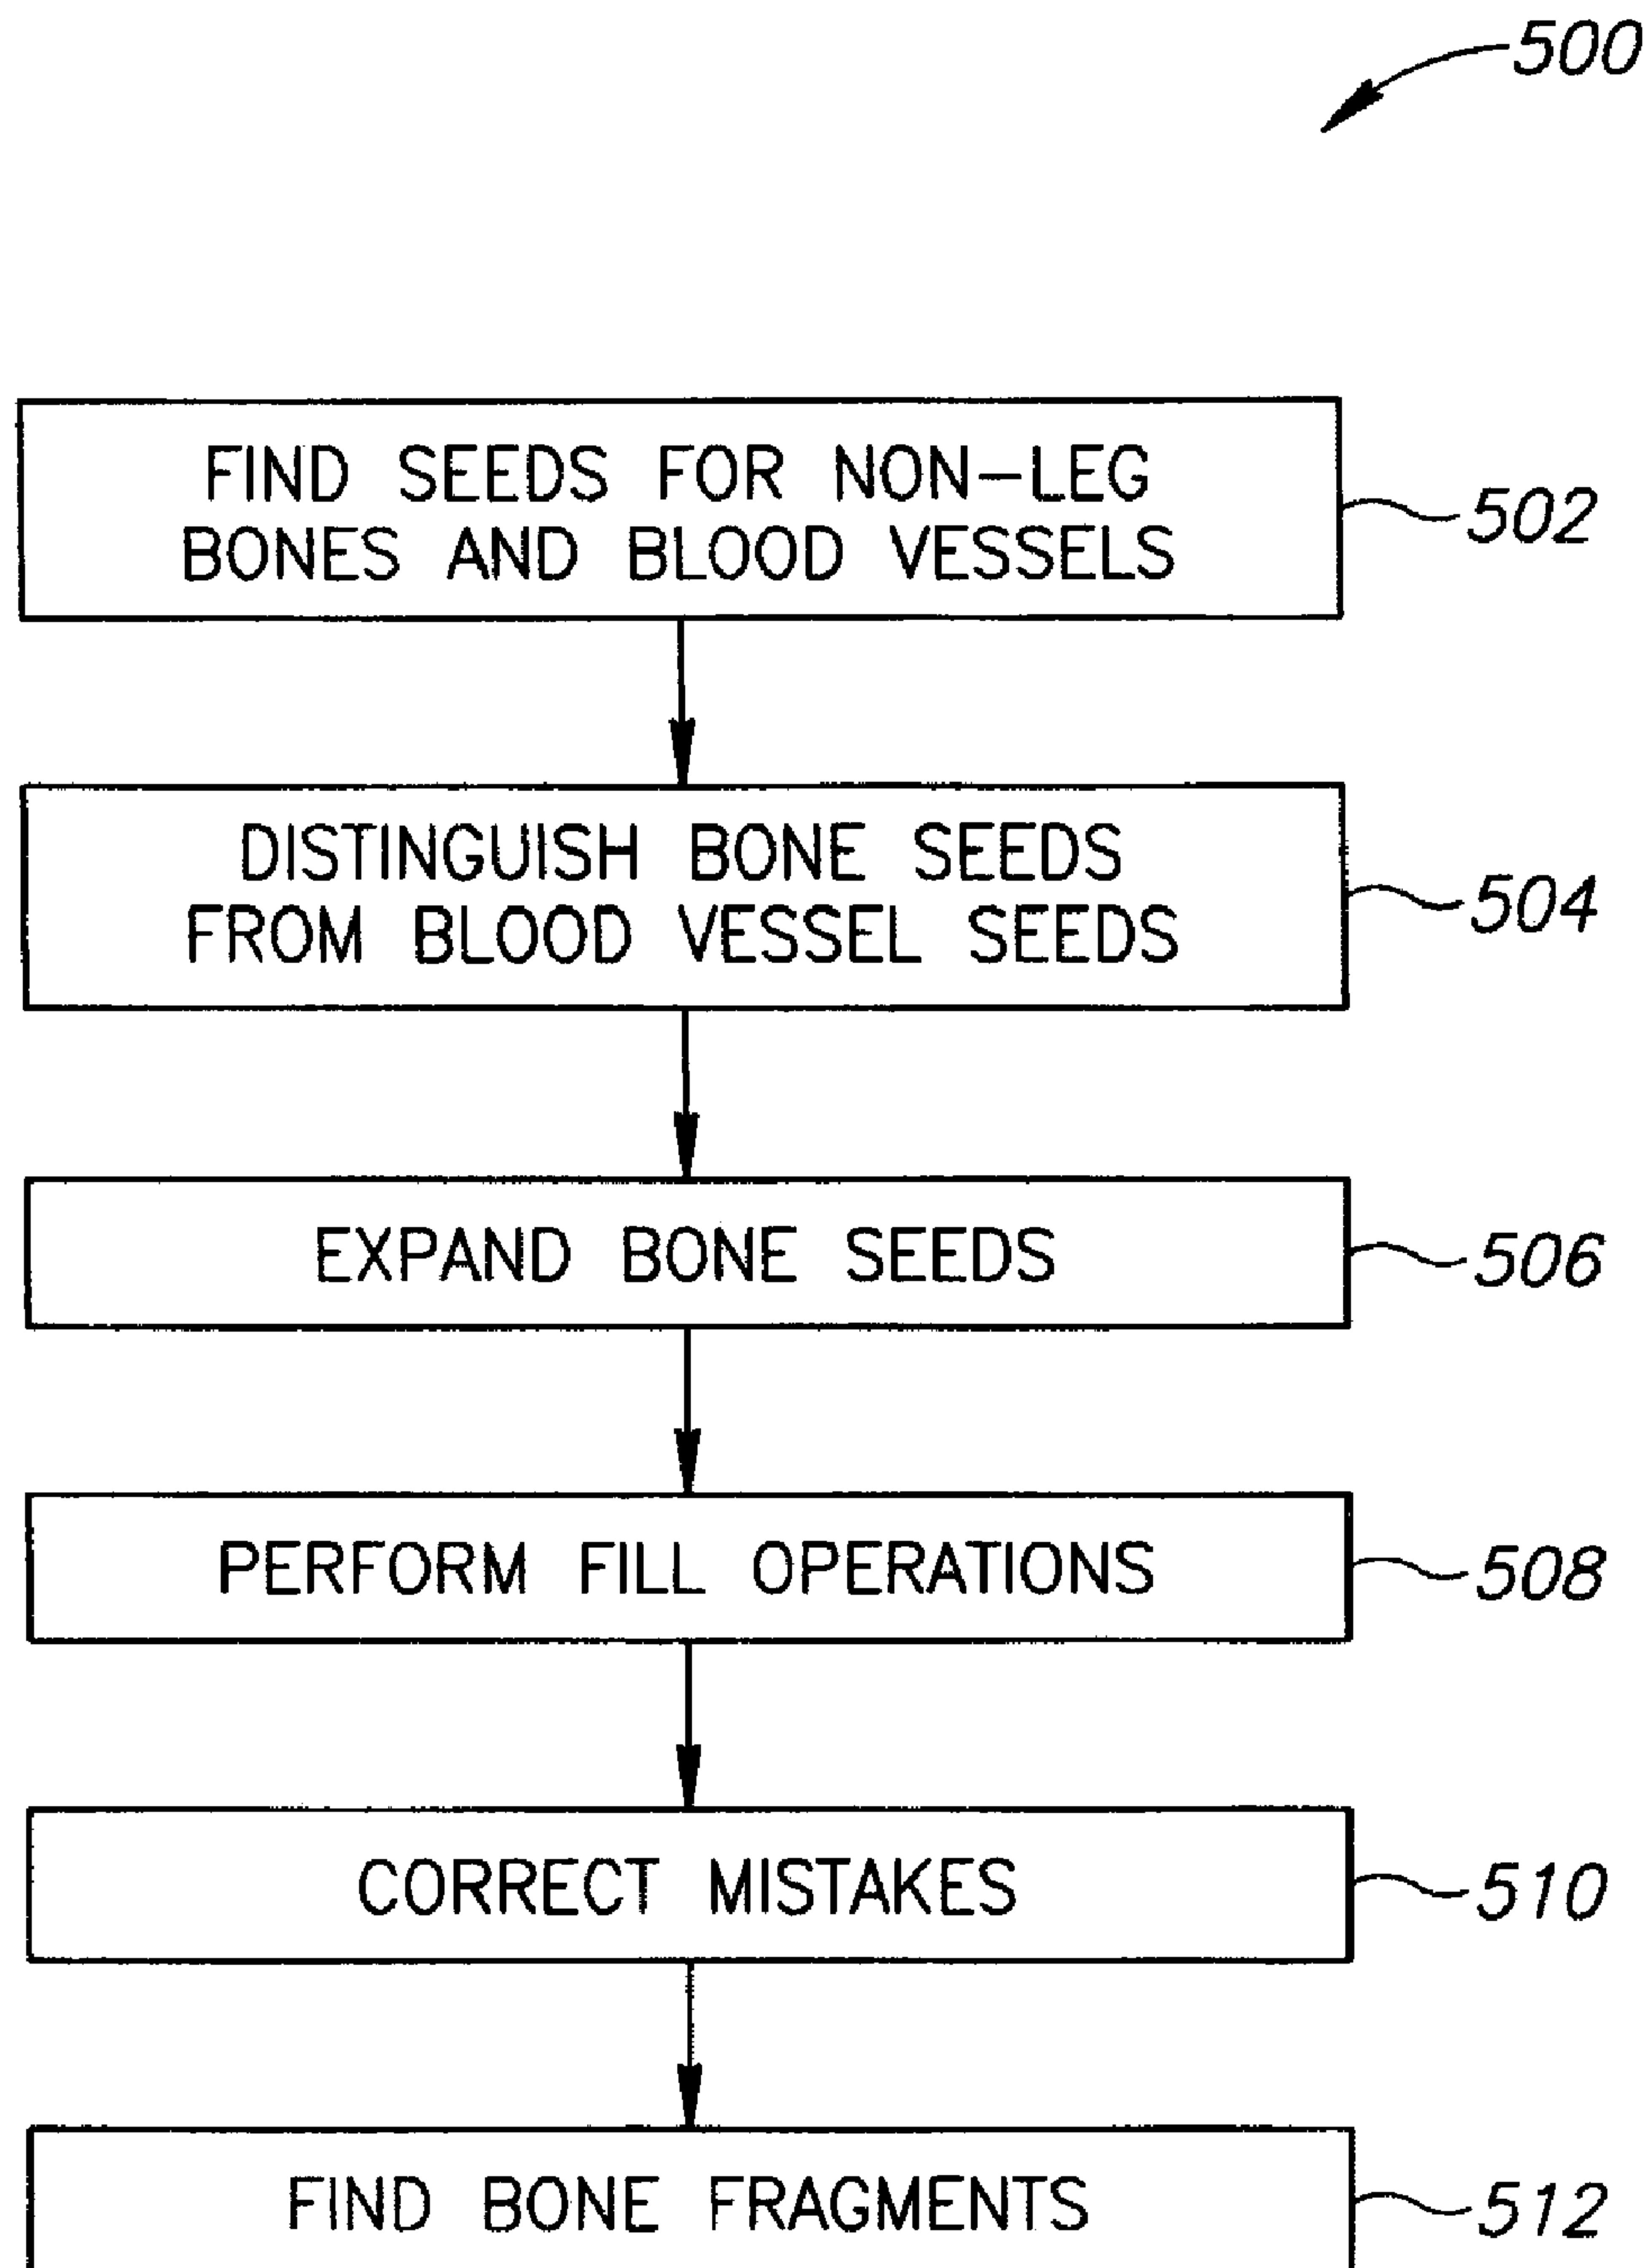 500
FIND SEEDS FOR NON-LEG
BONES AND BLOOD VESSELS
502
DISTINGUISH BONE SEEDS
FROM BLOOD VESSEL SEEDS
504
EXPAND BONE SEEDS
506
PERFORM FILL OPERATIONS
508
CORRECT MISTAKES
510
FIND BONE FRAGMENTS
512